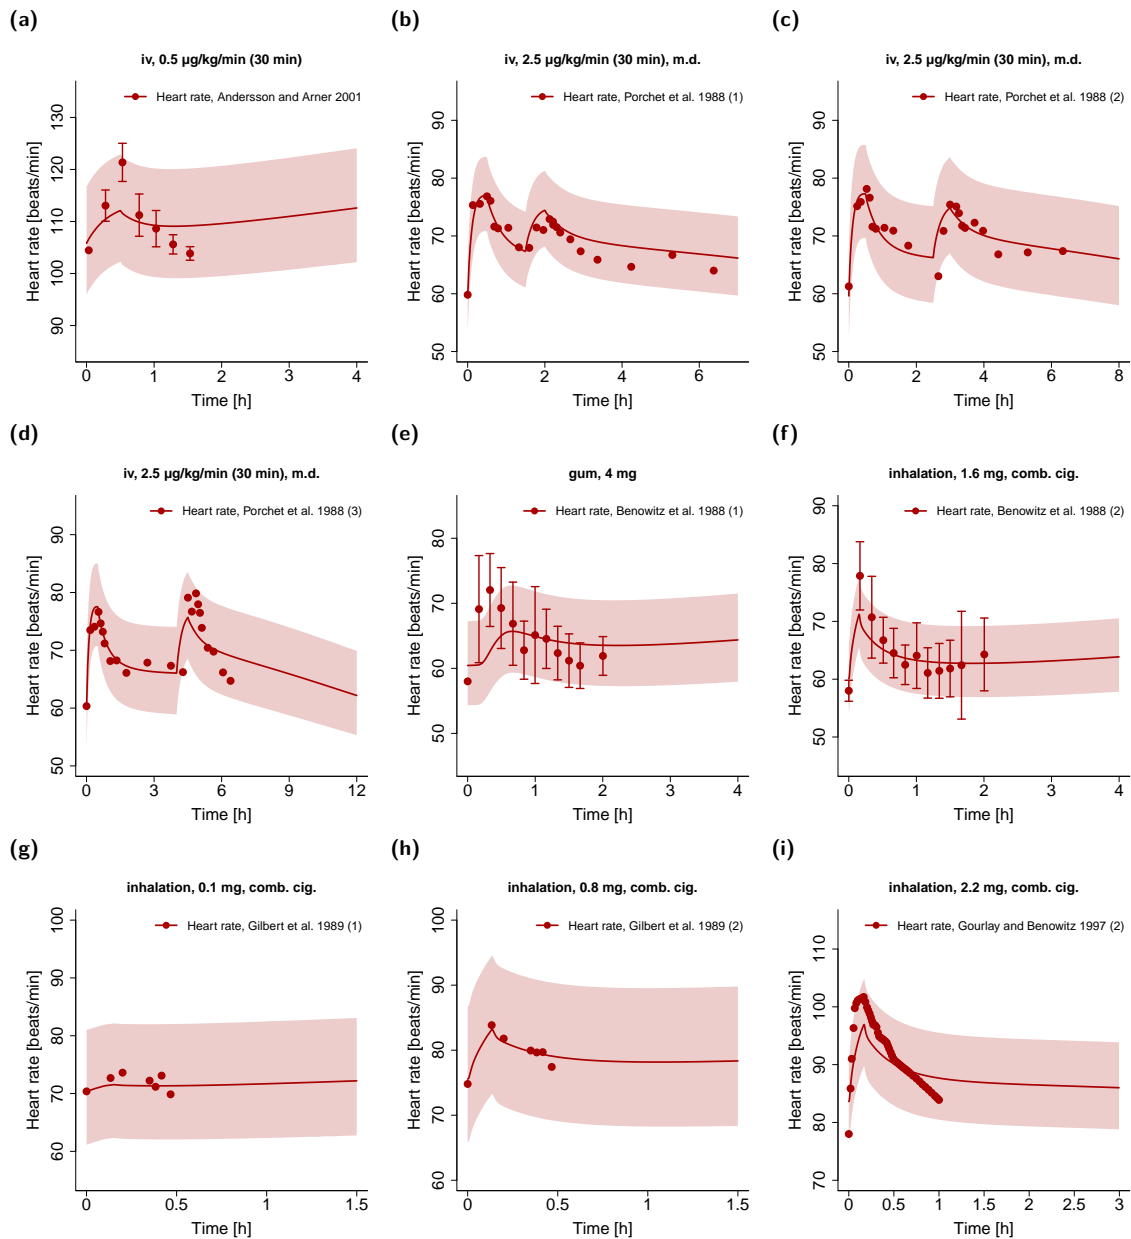 (a)
iv, 0.5 µg/kg/min (30 min)
Heart rate, Andersson and Arner 2001
Heart rate [beats/min]
130
120
110
100
90
0 1 2 3 4
Time [h]
(b)
iv, 2.5 µg/kg/min (30 min), m.d.
Heart rate, Porchet et al. 1988 (1)
Heart rate [beats/min]
90
80
70
60
50
0 2 4 6
Time [h]
(c)
iv, 2.5 µg/kg/min (30 min), m.d.
Heart rate, Porchet et al. 1988 (2)
Heart rate [beats/min]
90
80
70
60
50
0 2 4 6 8
Time [h]
(d)
iv, 2.5 µg/kg/min (30 min), m.d.
Heart rate, Porchet et al. 1988 (3)
Heart rate [beats/min]
90
80
70
60
50
0 3 6 9 12
Time [h]
(e)
gum, 4 mg
Heart rate, Benowitz et al. 1988 (1)
Heart rate [beats/min]
80
70
60
50
0 1 2 3 4
Time [h]
(f)
inhalation, 1.6 mg, comb. cig.
Heart rate, Benowitz et al. 1988 (2)
Heart rate [beats/min]
90
80
70
60
50
0 1 2 3 4
Time [h]
(g)
inhalation, 0.1 mg, comb. cig.
Heart rate, Gilbert et al. 1989 (1)
Heart rate [beats/min]
100
90
80
70
60
0 0.5 1 1.5
Time [h]
(h)
inhalation, 0.8 mg, comb. cig.
Heart rate, Gilbert et al. 1989 (2)
Heart rate [beats/min]
100
90
80
70
60
0 0.5 1 1.5
Time [h]
(i)
inhalation, 2.2 mg, comb. cig.
Heart rate, Gourlay and Benowitz 1997 (2)
Heart rate [beats/min]
110
100
90
80
70
0 0.5 1 1.5 2 2.5 3
Time [h]